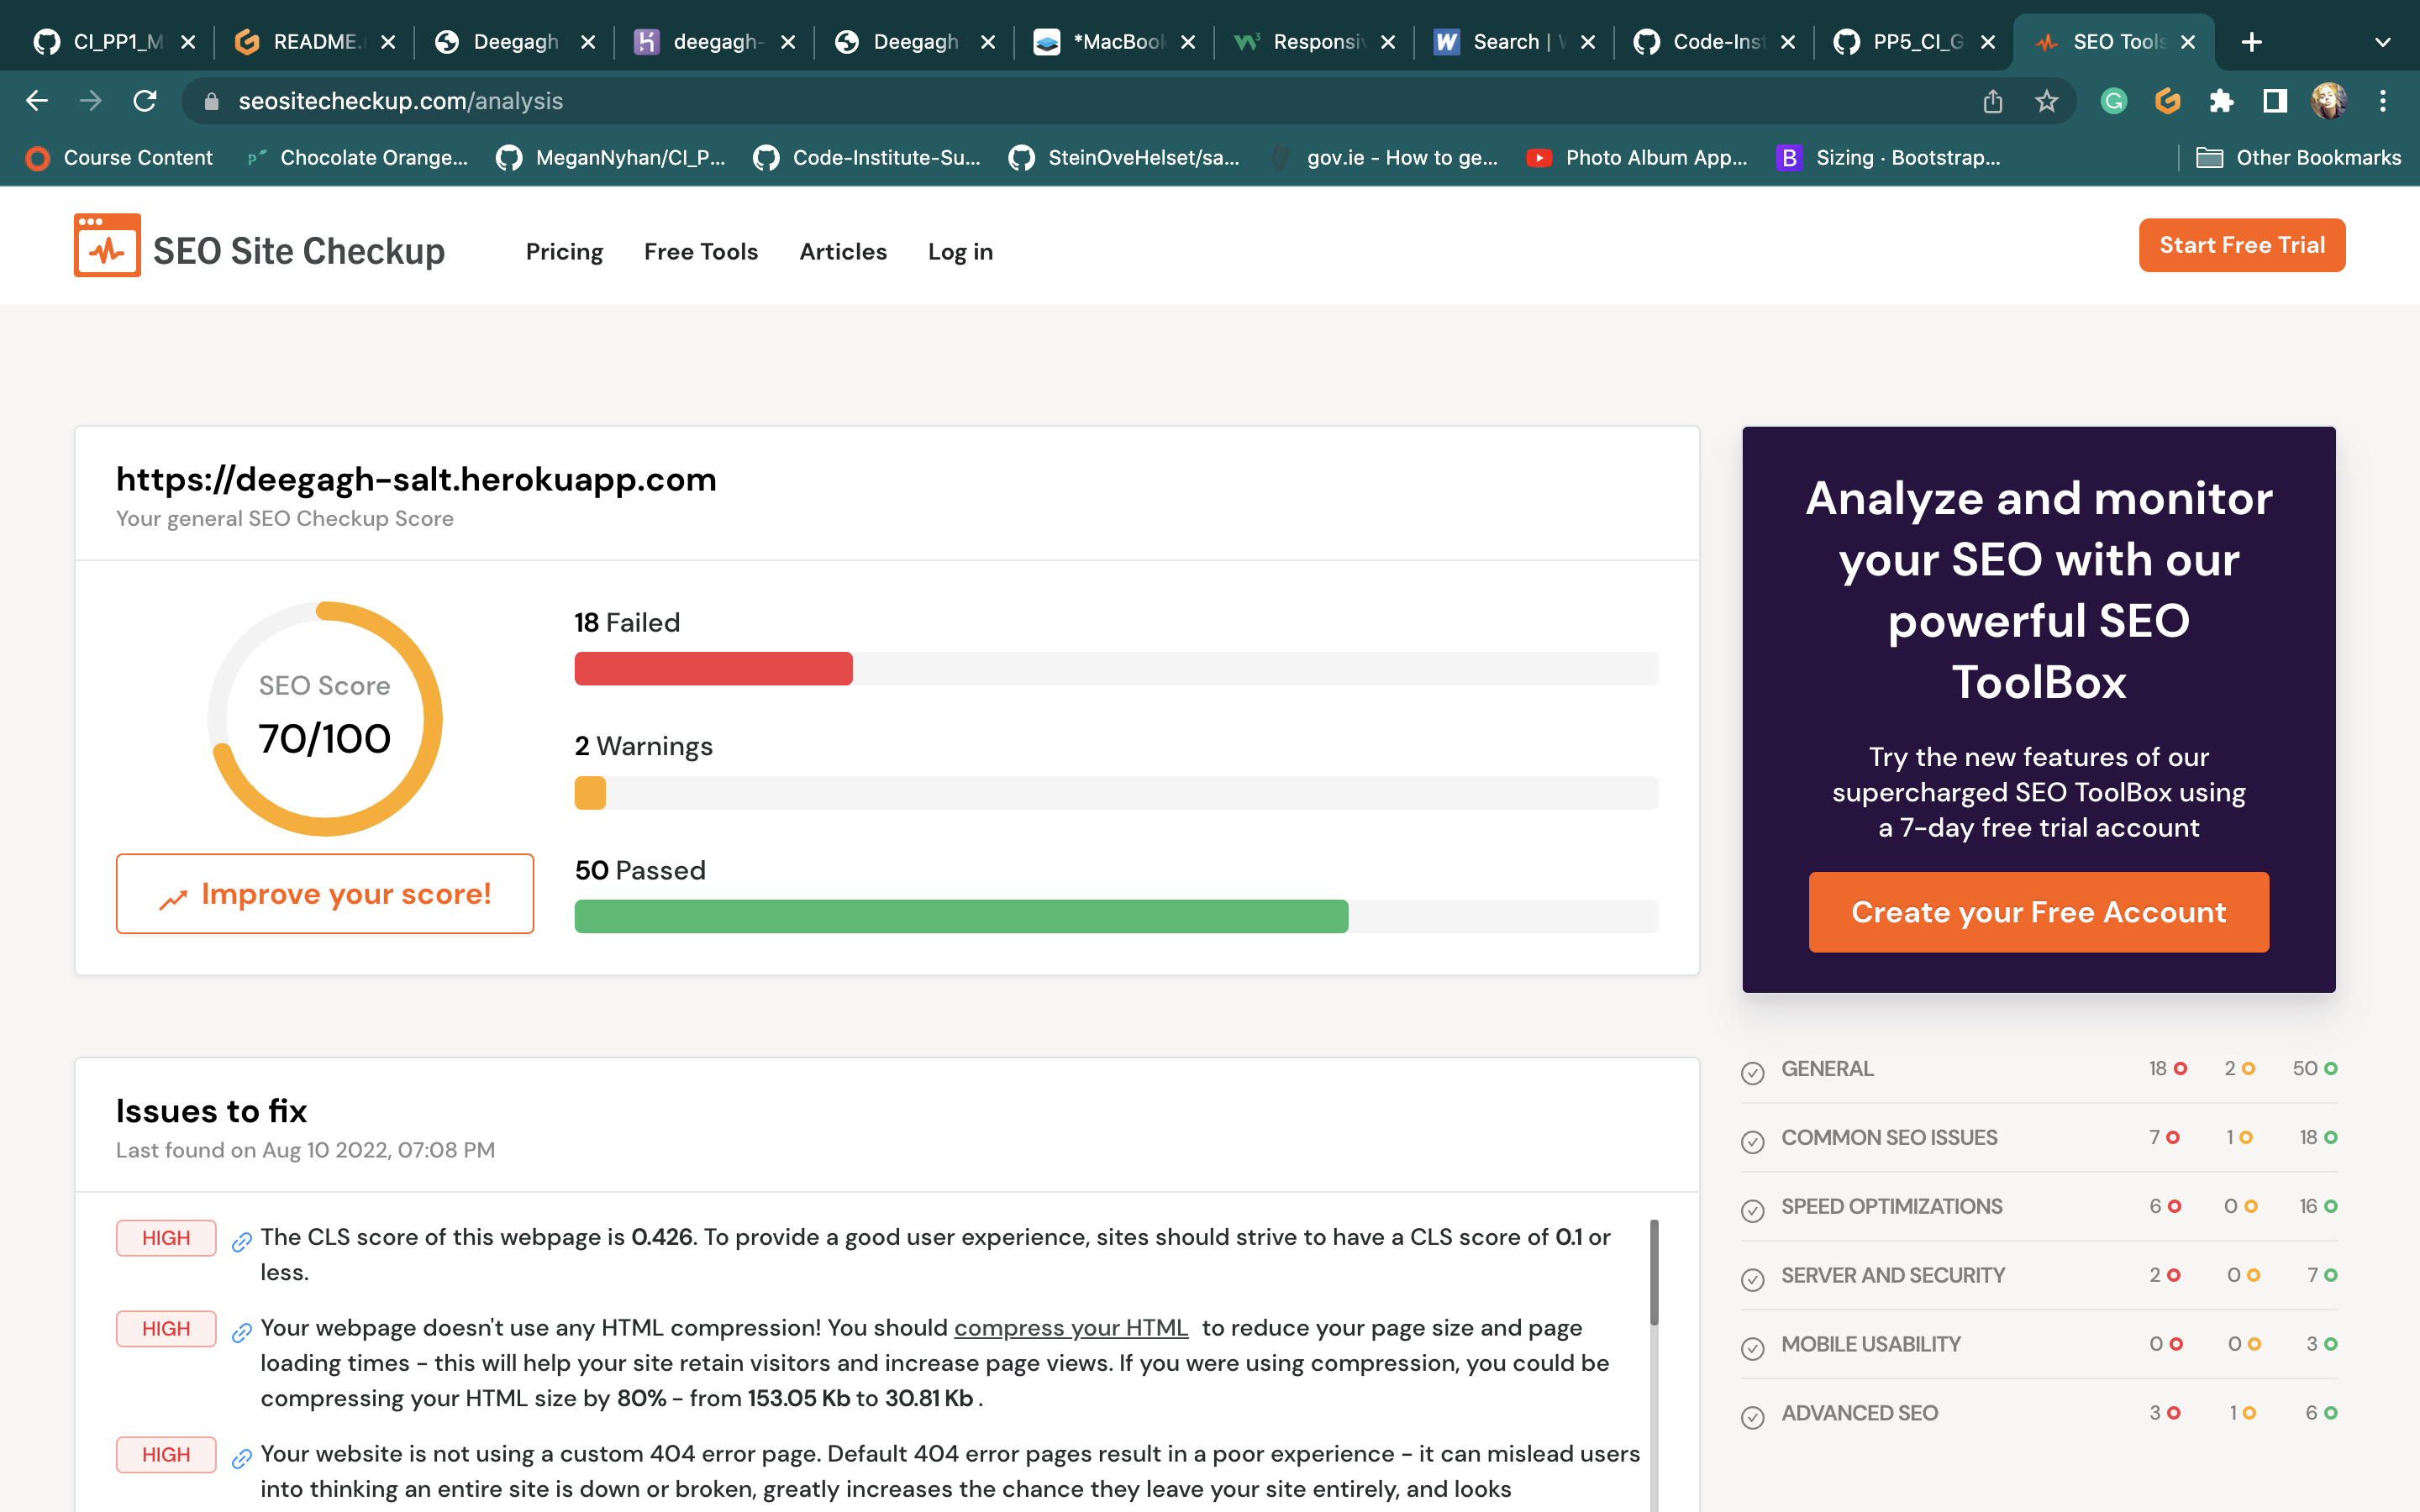 CI_PP1_M
README.
Deegagh
deegagh-
Deegagh
*MacBook
Responsiv
Search |
Code-Inst
PP5_CI_G
SEO Tools
seositecheckup.com/analysis
Course Content
Chocolate Orange...
MeganNyhan/CI_P...
Code-Institute-Su...
SteinOveHelset/sa...
gov.ie - How to ge...
Photo Album App...
Sizing · Bootstrap...
Other Bookmarks
SEO Site Checkup
Pricing
Free Tools
Articles
Log in
Start Free Trial
https://deegagh-salt.herokuapp.com
Your general SEO Checkup Score
SEO Score
70/100
Improve your score!
18 Failed
2 Warnings
50 Passed
Analyze and monitor
your SEO with our
powerful SEO
ToolBox
Try the new features of our
supercharged SEO ToolBox using
a 7-day free trial account
Create your Free Account
Issues to fix
Last found on Aug 10 2022, 07:08 PM
HIGH The CLS score of this webpage is 0.426. To provide a good user experience, sites should strive to have a CLS score of 0.1 or
less.
HIGH Your webpage doesn't use any HTML compression! You should compress your HTML to reduce your page size and page
loading times - this will help your site retain visitors and increase page views. If you were using compression, you could be
compressing your HTML size by 80% - from 153.05 Kb to 30.81 Kb .
HIGH Your website is not using a custom 404 error page. Default 404 error pages result in a poor experience - it can mislead users
into thinking an entire site is down or broken, greatly increases the chance they leave your site entirely, and looks
GENERAL 18 2 50
COMMON SEO ISSUES 7 1 18
SPEED OPTIMIZATIONS 6 0 16
SERVER AND SECURITY 2 0 7
MOBILE USABILITY 0 0 3
ADVANCED SEO 3 1 6